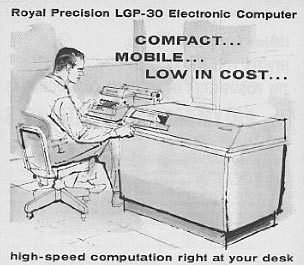 Royal Precision LGP-30 Electronic Computer
COMPACT...
MOBILE...
LOW IN COST...
high-speed computation right at your desk